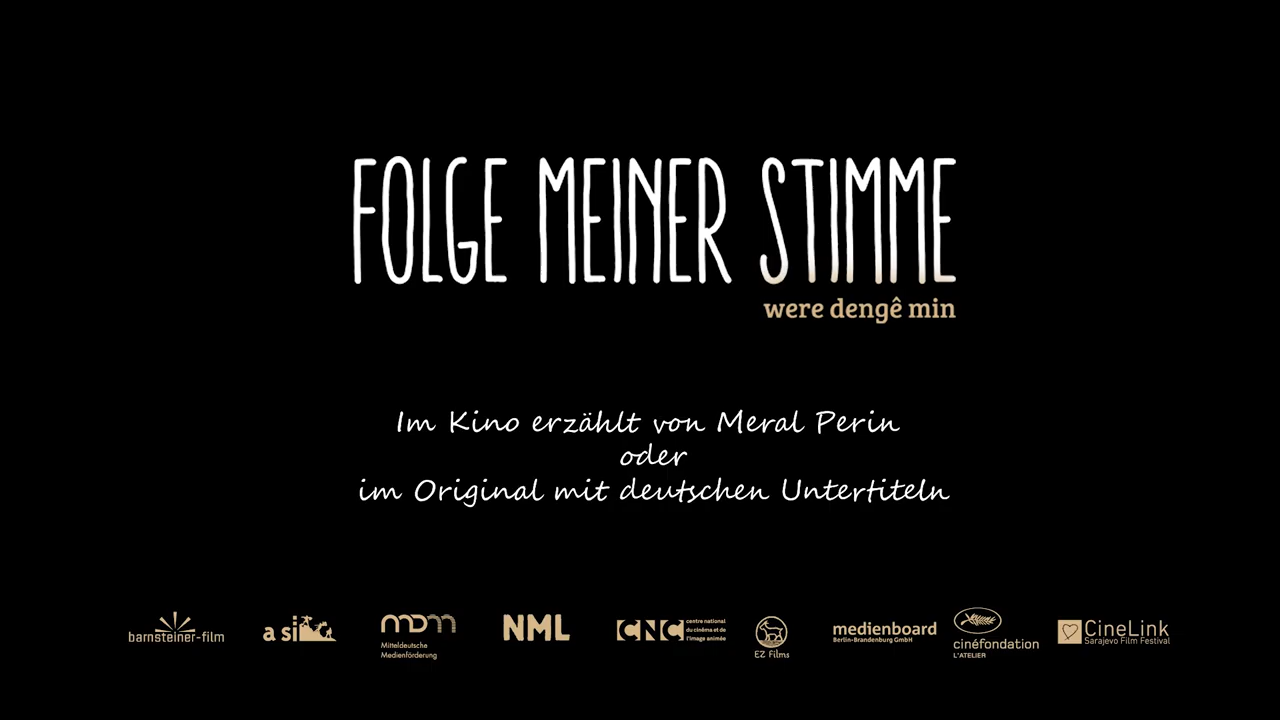 FOLGE MEINER STIMME
were dengê min
Im Kino erzählt von Meral Perin
oder
im Original mit deutschen Untertiteln
barnsteiner-film
a si
MDM
Mitteldeutsche
Medienförderung
NML
CNC
centre national
du cinéma et de
l'image animée
EZ films
medienboard
Berlin-Brandenburg GmbH
cinéfondation
L'ATELIER
CineLink
Sarajevo Film Festival